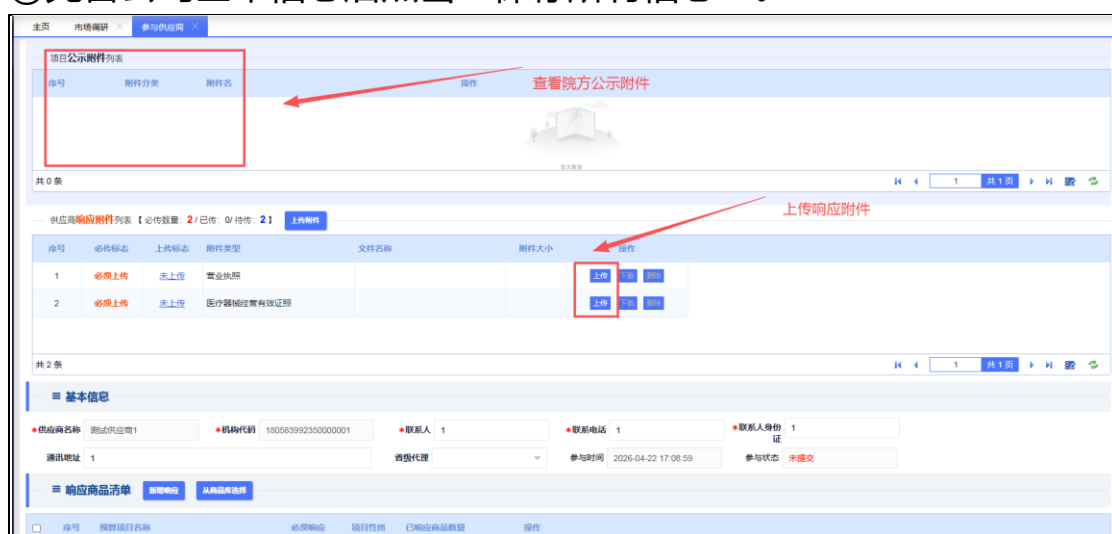 主页 市场调研 × 参与供应商 ×
项目公示附件列表
序号 附件分类 附件名 操作
查看院方公示附件
暂无数据
共 0 条 1 共 1 页
上传响应附件
供应商响应附件列表【 必传数量: 2 / 已传: 0/ 待传: 2 】 上传附件
序号 必传标志 上传标志 附件类型 文件名称 附件大小 操作
1 必须上传 未上传 营业执照 上传 下载 删除
2 必须上传 未上传 医疗器械经营有效证照 上传 下载 删除
共 2 条 1 共 1 页
基本信息
*供应商名称 测试供应商1 *机构代码 180583992350000001 *联系人 1 *联系电话 1 *联系人身份证 1
通讯地址 1 省级代理 参与时间 2026-04-22 17:08:59 参与状态 未提交
响应商品清单 新增响应 从商品库选择
序号 预算项目名称 必须响应 项目性质 已响应商品数量 操作